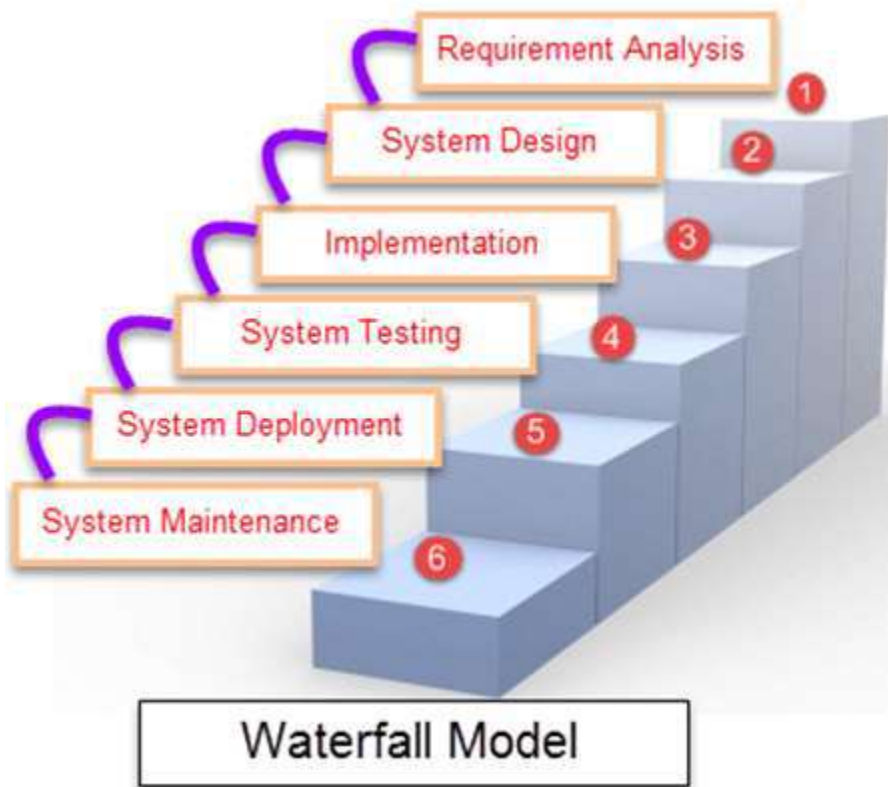 Requirement Analysis
1
System Design
2
Implementation
3
System Testing
4
System Deployment
5
System Maintenance
6
Waterfall Model